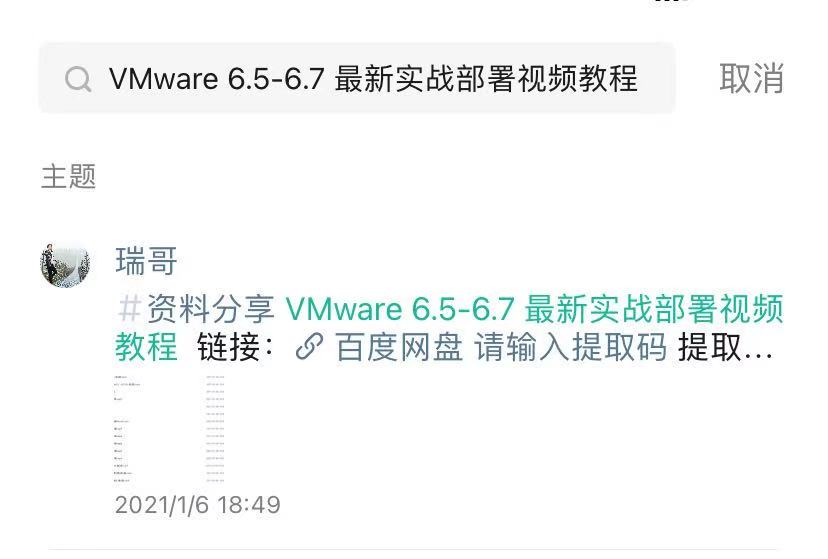 VMware 6.5-6.7 最新实战部署视频教程
取消
主题
瑞哥
#资料分享 VMware 6.5-6.7 最新实战部署视频
教程 链接: 百度网盘 请输入提取码 提取...
2021/1/6 18:49